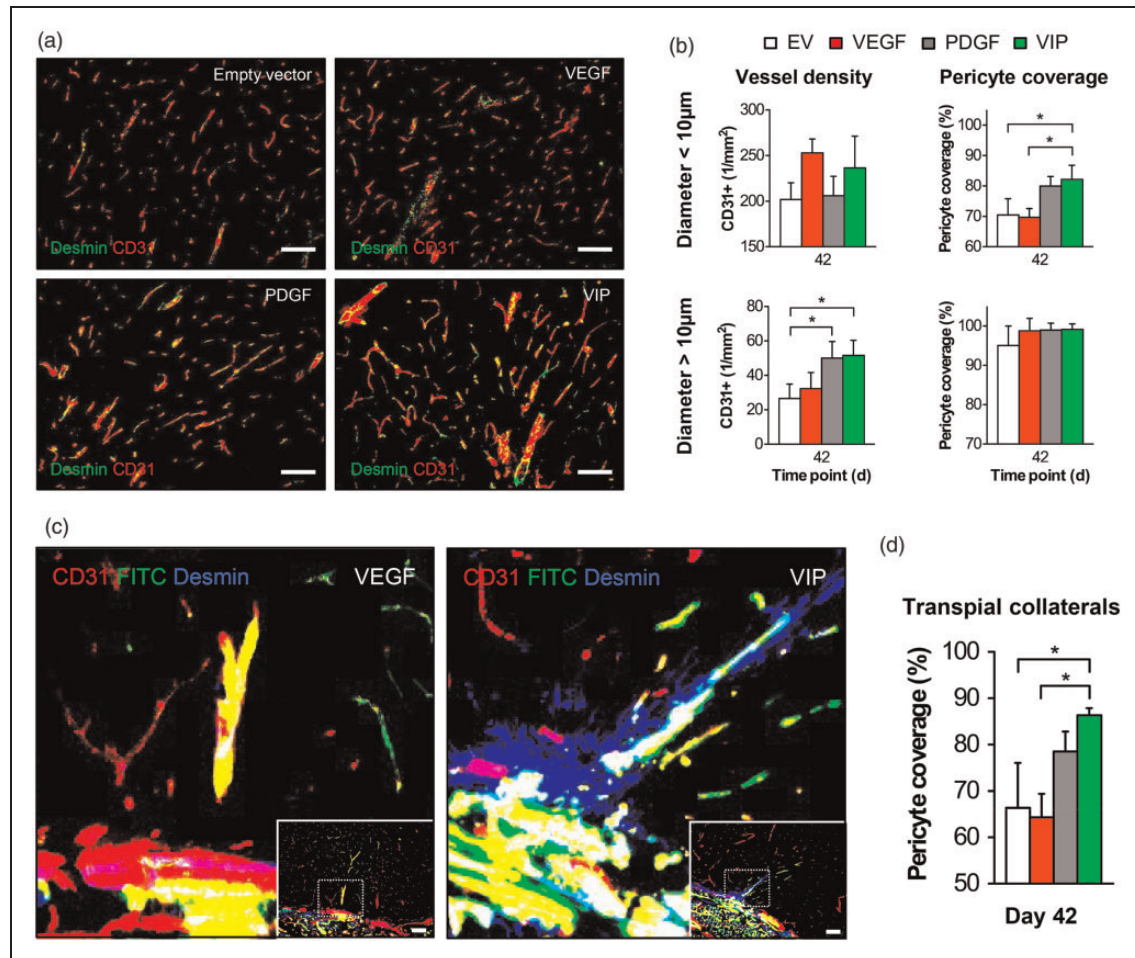 (a)
Empty vector
Desmin CD31
VEGF
Desmin CD31
PDGF
Desmin CD31
VIP
Desmin CD31
(b)
EV VEGF PDGF VIP
Vessel density
Pericyte coverage
Diameter < 10μm
CD31+ (1/mm²)
300
250
200
150
42
Pericyte coverage (%)
100
90
80
70
60
*
*
42
Diameter > 10μm
CD31+ (1/mm²)
80
60
40
20
0
*
*
42
Time point (d)
Pericyte coverage (%)
100
90
80
70
42
Time point (d)
(c)
CD31 FITC Desmin
VEGF
CD31 FITC Desmin
VIP
(d)
Transpial collaterals
Pericyte coverage (%)
100
90
80
70
60
50
*
*
Day 42